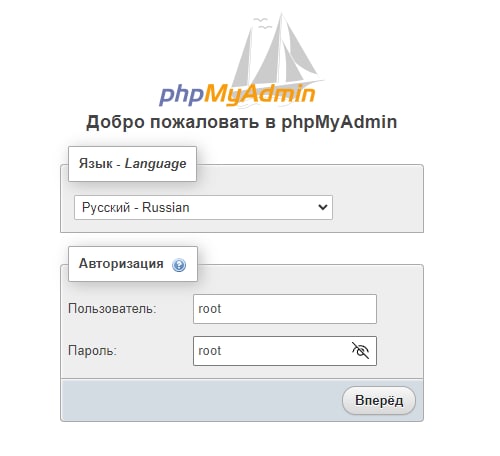 phpMyAdmin
Добро пожаловать в phpMyAdmin
Язык - Language
Русский - Russian
Авторизация
Пользователь: root
Пароль: root
Вперёд